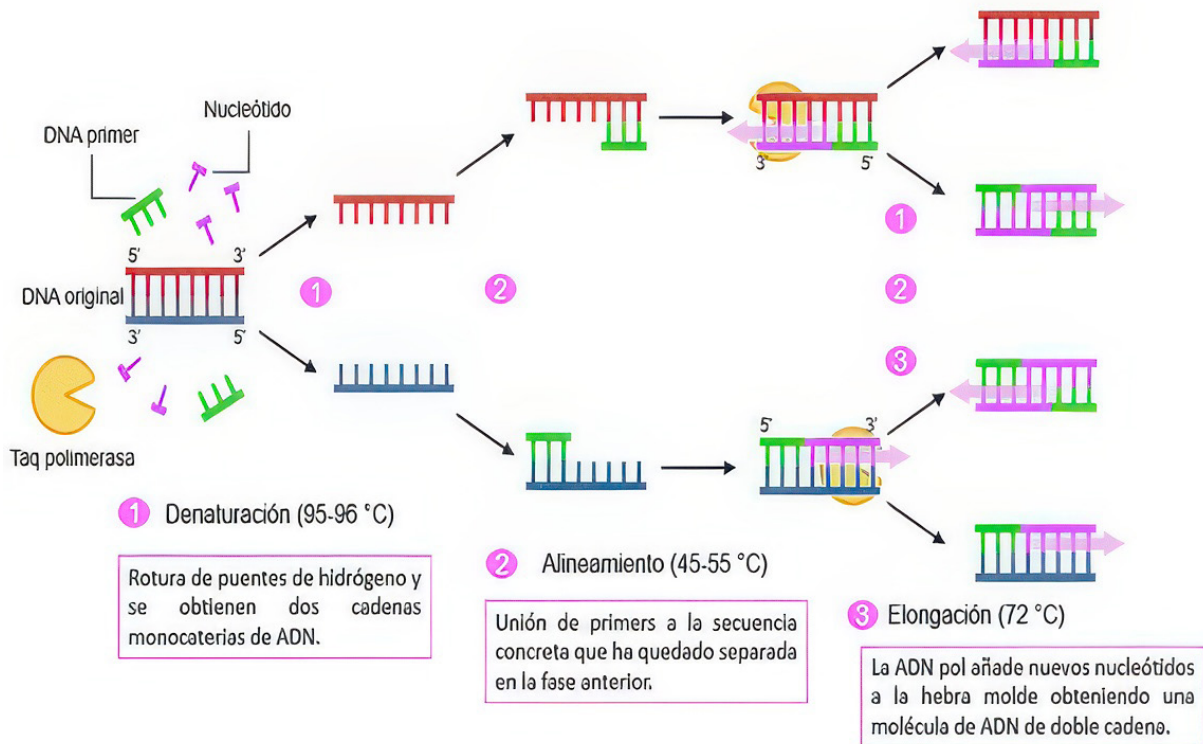 Nucleótido
DNA primer
5' 3'
DNA original
3' 5'
Taq polimerasa
1
2
3' 5'
1
2
3
5' 3'
1 Denaturación (95-96 °C)
Rotura de puentes de hidrógeno y
se obtienen dos cadenas
monocaterias de ADN.
2 Alineamiento (45-55 °C)
Unión de primers a la secuencia
concreta que ha quedado separada
en la fase anterior.
3 Elongación (72 °C)
La ADN pol añade nuevos nucleótidos
a la hebra molde obteniendo una
molécula de ADN de doble cadena.